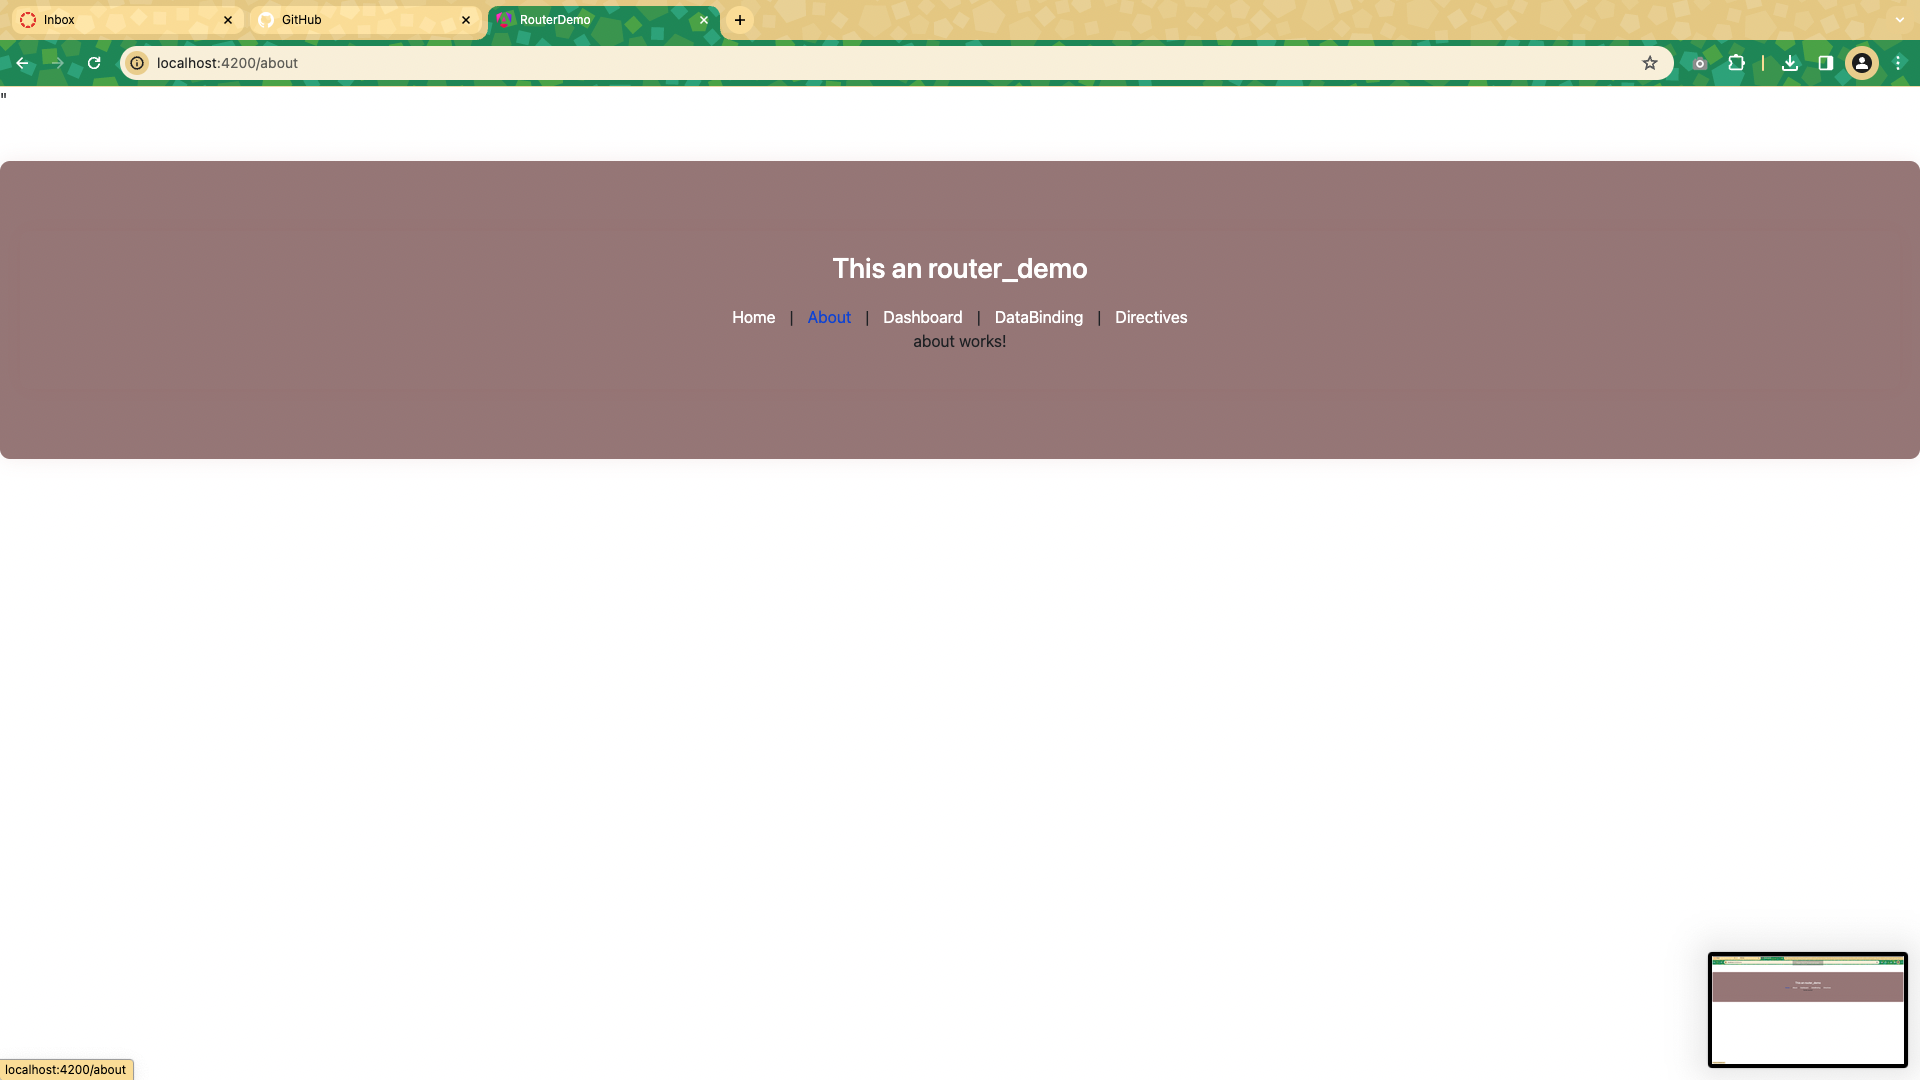 Inbox
GitHub
RouterDemo
localhost:4200/about
"
This an router_demo
Home | About | Dashboard | DataBinding | Directives
about works!
localhost:4200/about